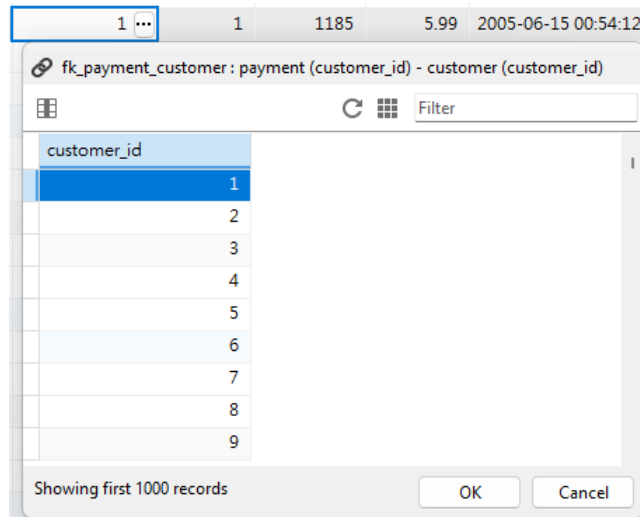 1 ... 1 1185 5.99 2005-06-15 00:54:12
fk_payment_customer : payment (customer_id) - customer (customer_id)
Filter
customer_id
1
2
3
4
5
6
7
8
9
Showing first 1000 records OK Cancel